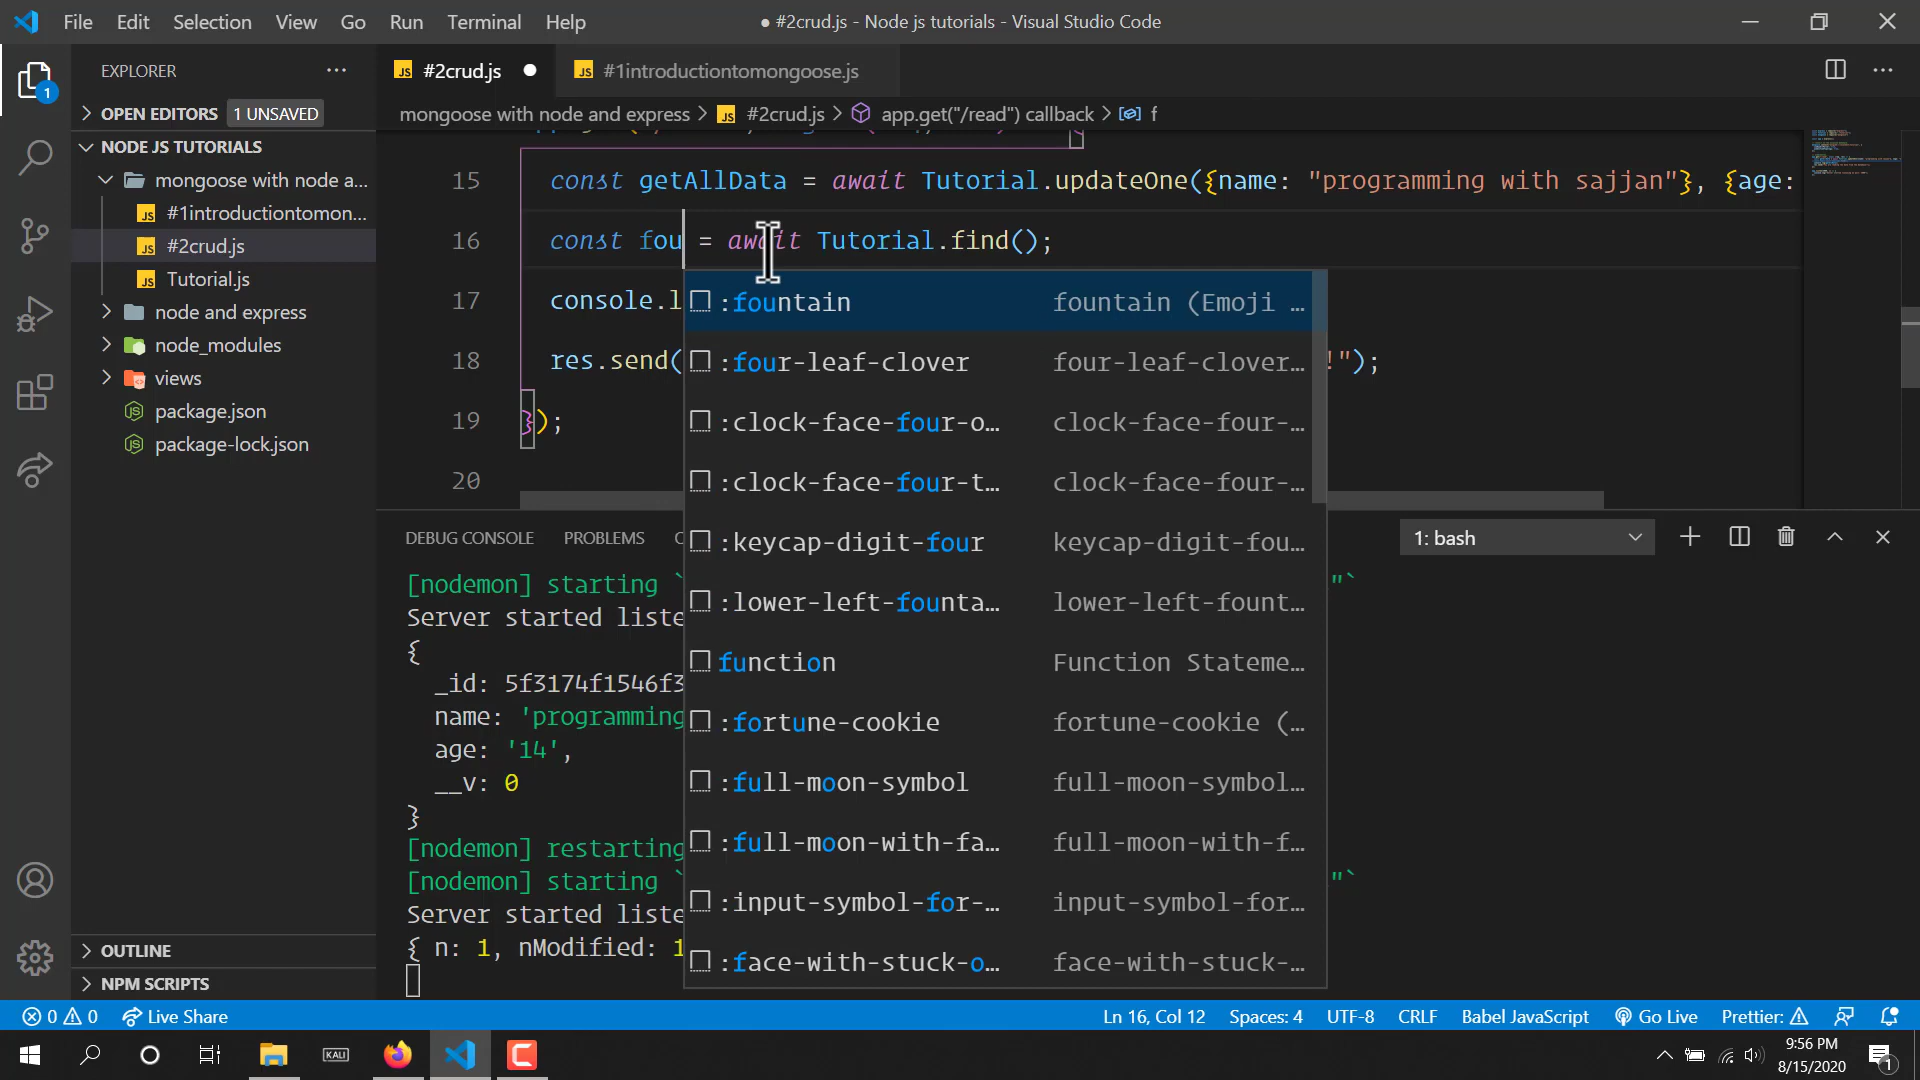 File Edit Selection View Go Run Terminal Help
● #2crud.js - Node js tutorials - Visual Studio Code
EXPLORER
OPEN EDITORS 1 UNSAVED
NODE JS TUTORIALS
mongoose with node a...
#1introductiontomon...
#2crud.js
Tutorial.js
node and express
node_modules
views
package.json
package-lock.json
OUTLINE
NPM SCRIPTS
1
JS #2crud.js ●
JS #1introductiontomongoose.js
mongoose with node and express > JS #2crud.js > app.get("/read") callback > f
15 const getAllData = await Tutorial.updateOne({name: "programming with sajjan"}, {age:
16 const fou = await Tutorial.find();
17 console.l
18 res.send( !");
19 });
20
:fountain fountain (Emoji ...
:four-leaf-clover four-leaf-clover...
:clock-face-four-o... clock-face-four-...
:clock-face-four-t... clock-face-four-...
:keycap-digit-four keycap-digit-fou...
:lower-left-founta... lower-left-fount...
function Function Stateme...
:fortune-cookie fortune-cookie (...
:full-moon-symbol full-moon-symbol...
:full-moon-with-fa... full-moon-with-f...
:input-symbol-for-... input-symbol-for...
:face-with-stuck-o... face-with-stuck-...
DEBUG CONSOLE PROBLEMS
1: bash
[nodemon] starting ` "`
Server started liste
{
_id: 5f3174f1546f3
name: 'programming
age: '14',
__v: 0
}
[nodemon] restarting
[nodemon] starting ` "`
Server started liste
{ n: 1, nModified: 1
0 0 Live Share
Ln 16, Col 12 Spaces: 4 UTF-8 CRLF Babel JavaScript Go Live Prettier:
KALI
9:56 PM
8/15/2020
1